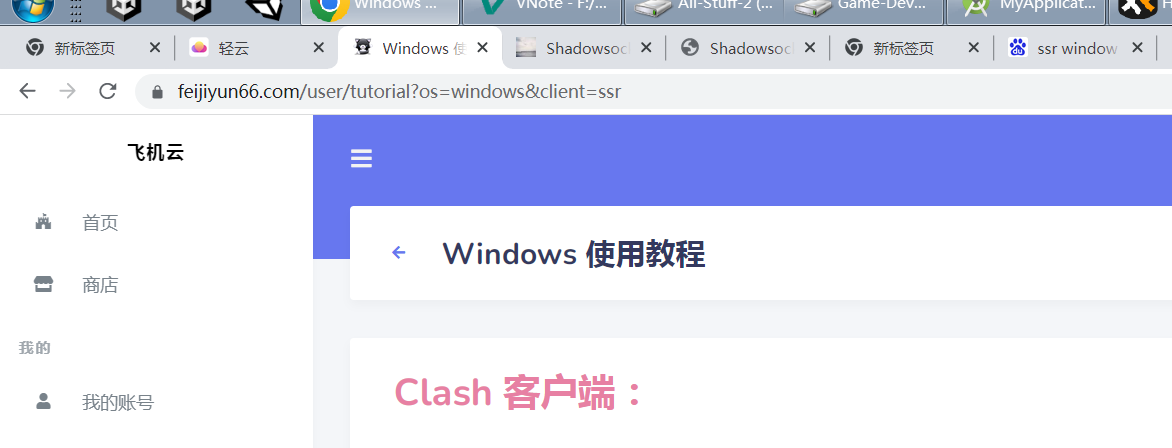 Windows ...
VNote - F:/...
All-Stuff-2 (...
Game-Dev...
MyApplicat...
新标签页
轻云
Windows 使
Shadowsoc
Shadowsoc
新标签页
ssr window
feijiyun66.com/user/tutorial?os=windows&client=ssr
飞机云
首页
商店
我的
我的账号
Windows 使用教程
Clash 客户端：